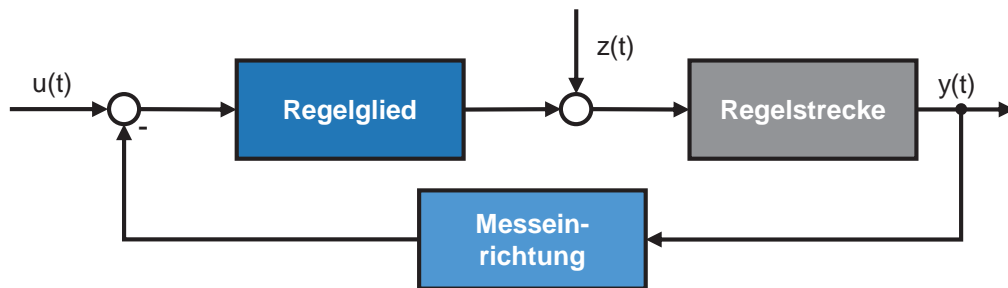 u(t)
-
Regelglied
z(t)
Regelstrecke
y(t)
Messein-
richtung